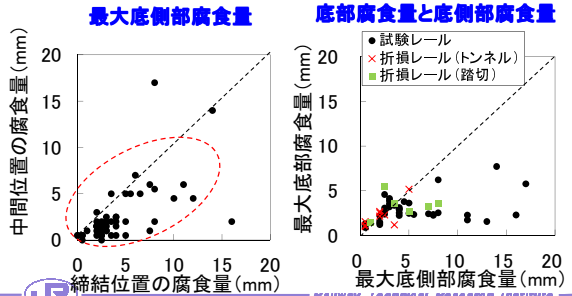 最大底側部腐食量
中間位置の腐食量(mm)
20
15
10
5
0
0
5
10
15
20
締結位置の腐食量(mm)
底部腐食量と底側部腐食量
試験レール
折損レール(トンネル)
折損レール(踏切)
最大底部腐食量(mm)
20
15
10
5
0
0
5
10
15
20
最大底側部腐食量(mm)